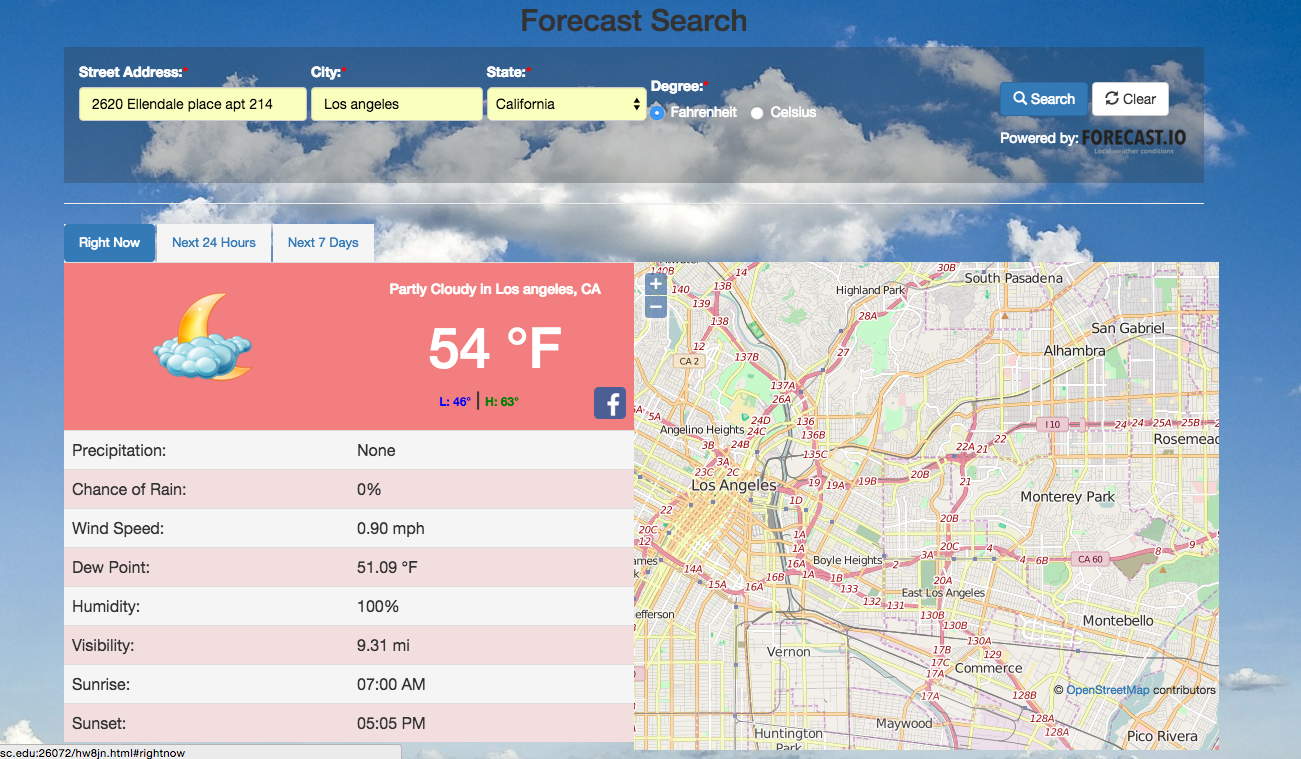 Forecast Search
Street Address:* City:* State:* Degree:*
2620 Ellendale place apt 214 Los angeles California Fahrenheit Celsius
Search Clear
Powered by: FORECAST.IO
Local weather conditions
Right Now Next 24 Hours Next 7 Days
Partly Cloudy in Los angeles, CA
54 °F
L: 46° | H: 63°
f
Precipitation: None
Chance of Rain: 0%
Wind Speed: 0.90 mph
Dew Point: 51.09 °F
Humidity: 100%
Visibility: 9.31 mi
Sunrise: 07:00 AM
Sunset: 05:05 PM
sc.edu:26072/hw8jn.html#rightnow
+
−
140B 14 30B South Pasadena
13B Highland Park
140
139 28A
138 San Gabriel
12 27 Alhambra
CA 2 137B
137A
26A
24D 136 I 10 24 24A 25A 25B
Angelino Heights 24C 136B Rosemead
3B 135C 22A 21 22
3A 20B
23C 2C 19 19A 19B 21
Los Angeles 1D Monterey Park
22 20B
20C 1A 20C 4 4 6B 8 9
12 1A Boyle Heights 2 3A CA 60
14A 16A 1A 1B 133 20A
15A 16A 16B 132 131 East Los Angeles
130B
jefferson 130B Montebello
130A
Vernon 17B 129
17C Commerce
17A 128B
17A © OpenStreetMap contributors
Maywood 128A
128A
Huntington Park Pico Rivera